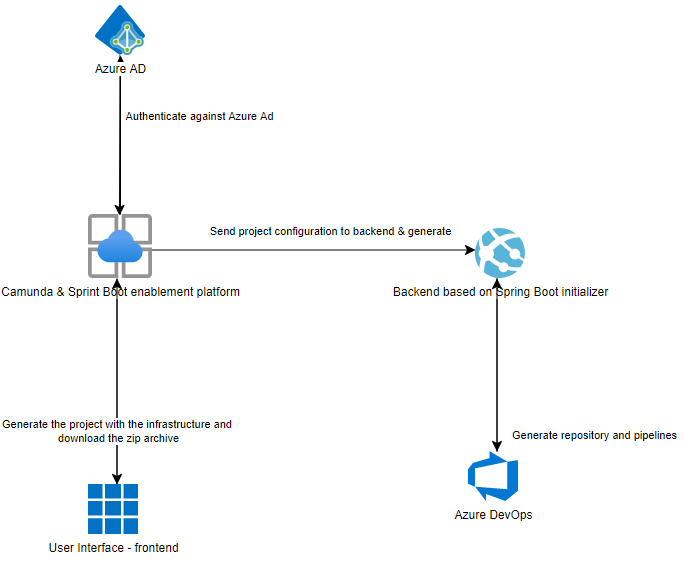 Azure AD
Authenticate against Azure Ad
Send project configuration to backend & generate
Camunda & Sprint Boot enablement platform
Backend based on Spring Boot initializer
Generate the project with the infrastructure and
download the zip archive
Generate repository and pipelines
Azure DevOps
User Interface - frontend